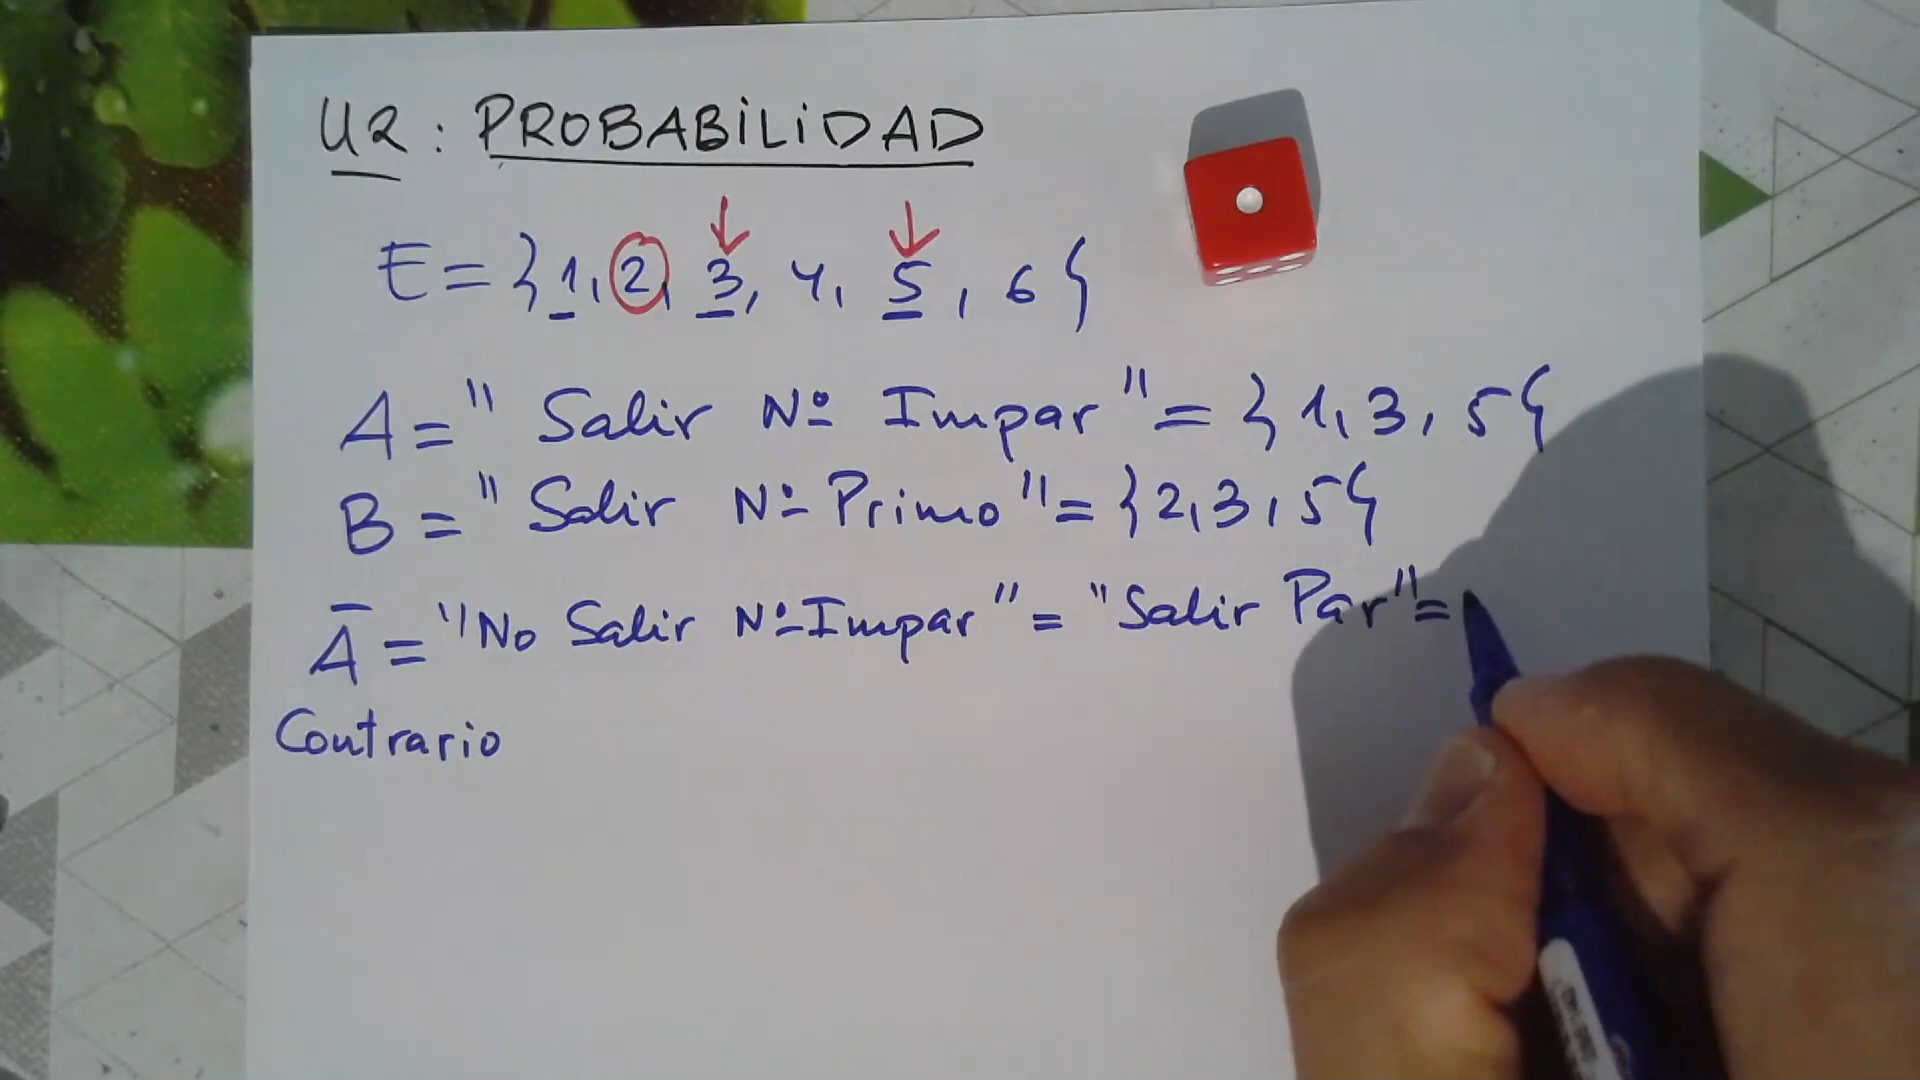 U2: PROBABILIDAD
E = }1, 2, 3, 4, 5, 6{
A = "Salir Nº Impar" = }1, 3, 5{
B = "Salir Nº Primo" = }2, 3, 5{
Ā = "No Salir Nº Impar" = "Salir Par" =
Contrario